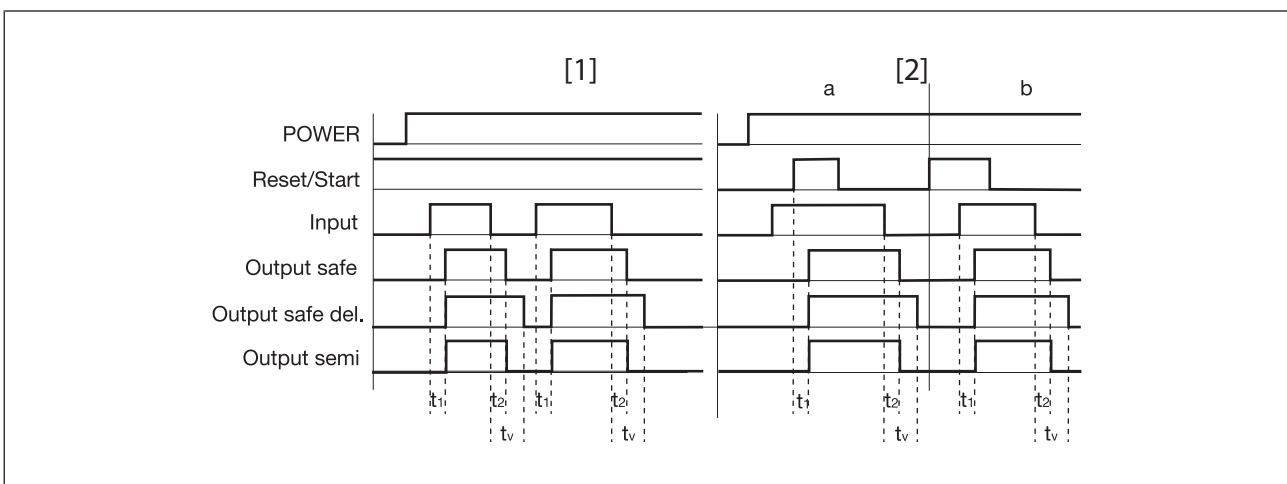 [1] [2]
a b
POWER
Reset/Start
Input
Output safe
Output safe del.
Output semi
t1 t2 t1 t2 t1 t2 t1 t2
tv tv tv tv